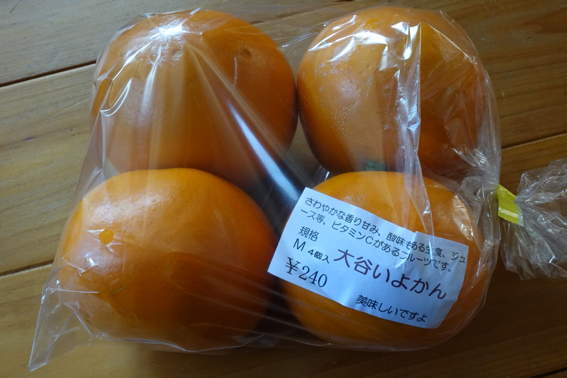 さわやかな香り甘み、酸味もある生食、ジュ
ース等、ビタミンCがあるフルーツです。
規格
M 4個入 大谷いよかん
¥240
美味しいですよ